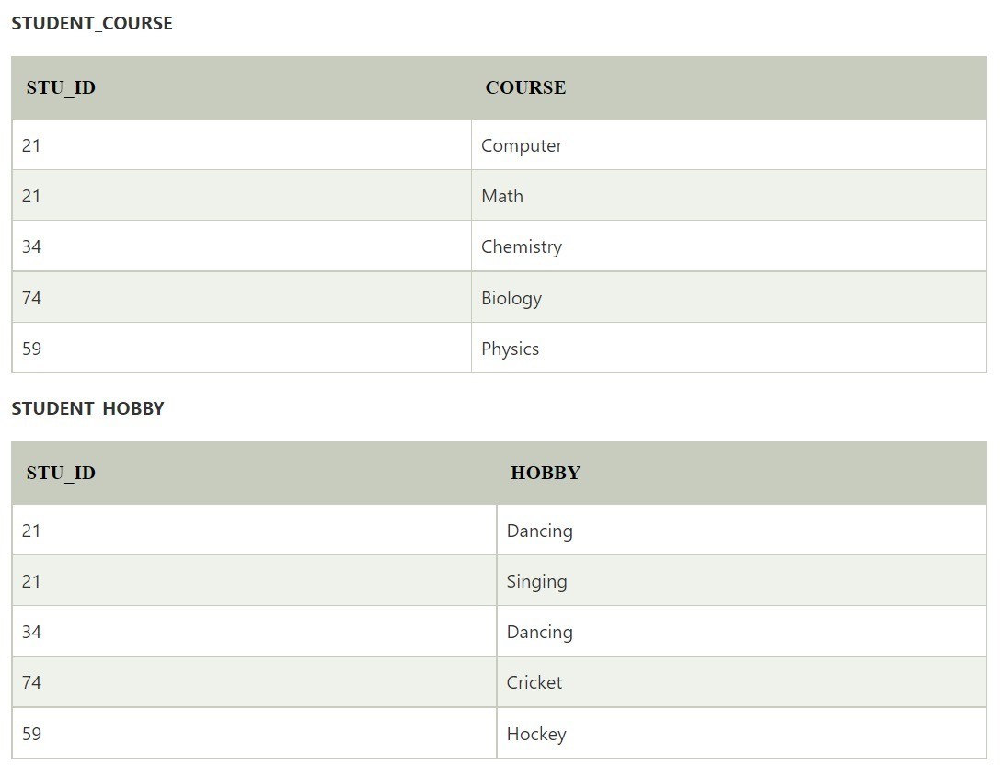 STUDENT_COURSE
STU_ID COURSE
21 Computer
21 Math
34 Chemistry
74 Biology
59 Physics
STUDENT_HOBBY
STU_ID HOBBY
21 Dancing
21 Singing
34 Dancing
74 Cricket
59 Hockey